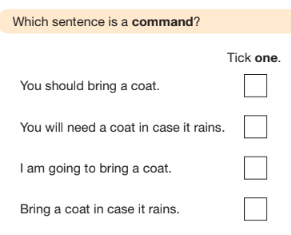 Which sentence is a command?
Tick one.
You should bring a coat.
You will need a coat in case it rains.
I am going to bring a coat.
Bring a coat in case it rains.